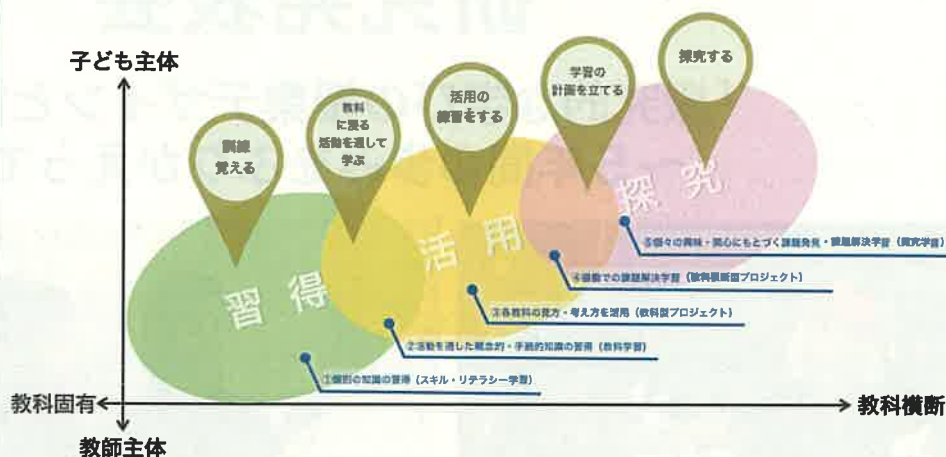 子ども主体
訓練
覚える
教科
に浸る
活動を通して
学ぶ
活用の
練習をする
学習の
計画を立てる
探究する
習得
活用
探究
⑤個々の興味・関心にもとづく課題発見・課題解決学習（探究学習）
④協働での課題解決学習（教科横断型プロジェクト）
③各教科の見方・考え方を活用（教科型プロジェクト）
②活動を通した概念的・手続的知識の習得（教科学習）
①個別の知識の習得（スキル・リテラシー学習）
教科固有
教科横断
教師主体